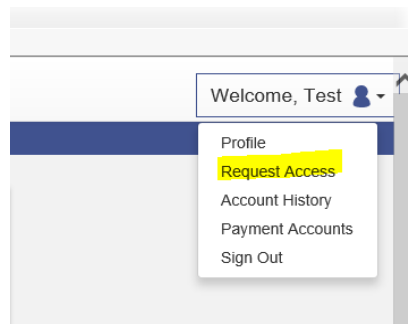 Welcome, Test
Profile
Request Access
Account History
Payment Accounts
Sign Out